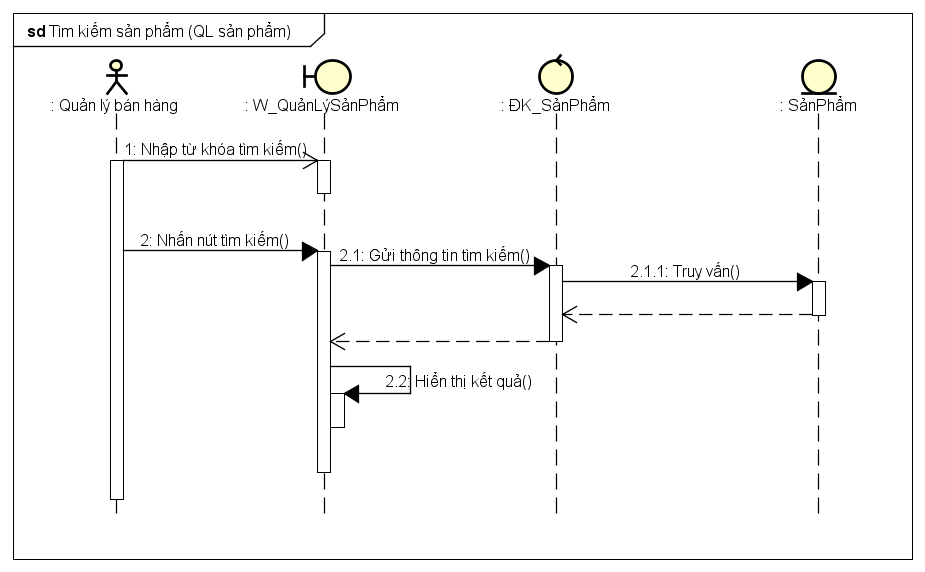 sd Tìm kiếm sản phẩm (QL sản phẩm)
: Quản lý bán hàng
: W_QuảnLýSảnPhẩm
: ĐK_SảnPhẩm
: SảnPhẩm
1: Nhập từ khóa tìm kiếm()
2: Nhấn nút tìm kiếm()
2.1: Gửi thông tin tìm kiếm()
2.1.1: Truy vấn()
2.2: Hiển thị kết quả()